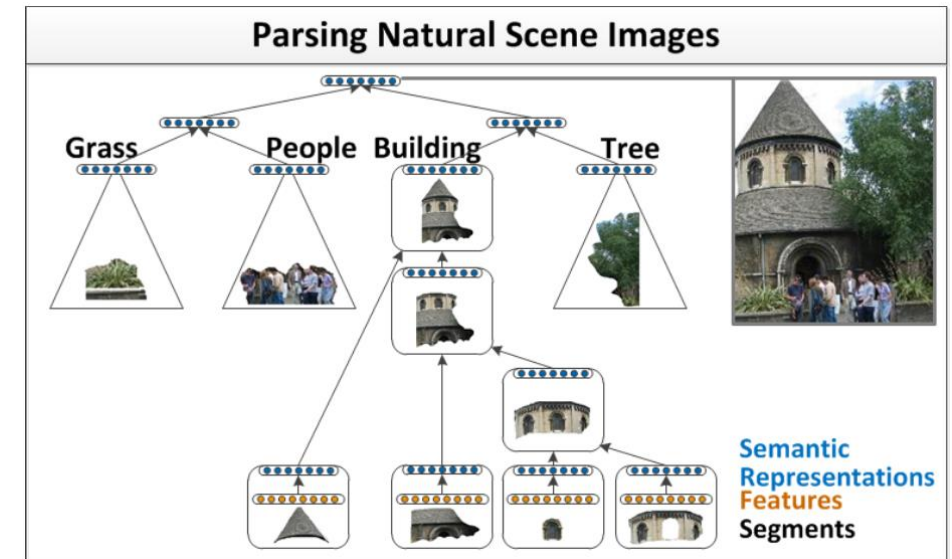 Parsing Natural Scene Images
Grass People Building Tree
Semantic
Representations
Features
Segments